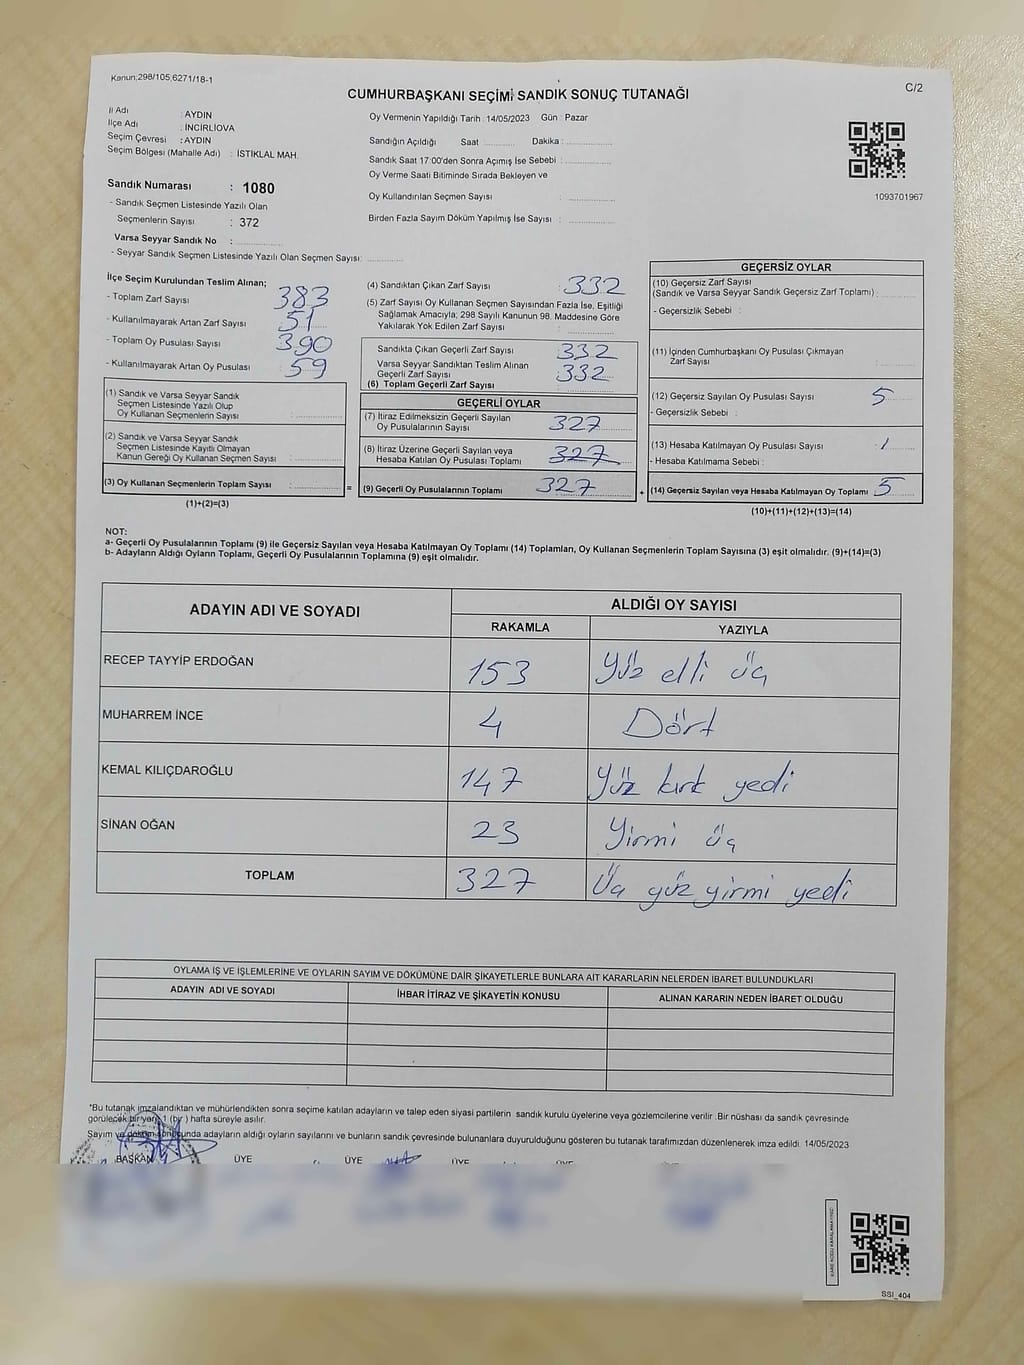 Kanun:298/105,6271/18-1
C/2
CUMHURBAŞKANI SEÇİMİ SANDIK SONUÇ TUTANAĞI
İl Adı : AYDIN
İlçe Adı : İNCİRLİOVA
Seçim Çevresi : AYDIN
Seçim Bölgesi (Mahalle Adı) : İSTİKLAL MAH.
Sandık Numarası : 1080
- Sandık Seçmen Listesinde Yazılı Olan
Seçmenlerin Sayısı : 372
Varsa Seyyar Sandık No :
- Seyyar Sandık Seçmen Listesinde Yazılı Olan Seçmen Sayısı:
Oy Vermenin Yapıldığı Tarih : 14/05/2023 Gün : Pazar
Sandığın Açıldığı Saat Dakika :
Sandık Saat 17:00'den Sonra Açımış İse Sebebi :
Oy Verme Saati Bitiminde Sırada Bekleyen ve
Oy Kullandırılan Seçmen Sayısı :
Birden Fazla Sayım Döküm Yapılmış İse Sayısı :
1093701967
İlçe Seçim Kurulundan Teslim Alınan;
- Toplam Zarf Sayısı 383
- Kullanılmayarak Artan Zarf Sayısı 51
- Toplam Oy Pusulası Sayısı 390
- Kullanılmayarak Artan Oy Pusulası 59
(1) Sandık ve Varsa Seyyar Sandık
Seçmen Listesinde Yazılı Olup
Oy Kullanan Seçmenlerin Sayısı :
(2) Sandık ve Varsa Seyyar Sandık
Seçmen Listesinde Kayıtlı Olmayan
Kanun Gereği Oy Kullanan Seçmen Sayısı :
(3) Oy Kullanan Seçmenlerin Toplam Sayısı :
(1)+(2)=(3)
(4) Sandıktan Çıkan Zarf Sayısı : 332
(5) Zarf Sayısı Oy Kullanan Seçmen Sayısından Fazla İse, Eşitliği
Sağlamak Amacıyla; 298 Sayılı Kanunun 98. Maddesine Göre
Yakılarak Yok Edilen Zarf Sayısı :
Sandıkta Çıkan Geçerli Zarf Sayısı : 332
Varsa Seyyar Sandıktan Teslim Alınan
Geçerli Zarf Sayısı : 332
(6) Toplam Geçerli Zarf Sayısı
GEÇERLİ OYLAR
(7) İtiraz Edilmeksizin Geçerli Sayılan
Oy Pusulalarının Sayısı : 327
(8) İtiraz Üzerine Geçerli Sayılan veya
Hesaba Katılan Oy Pusulası Toplamı : 327
= (9) Geçerli Oy Pusulalarının Toplamı : 327 +
GEÇERSİZ OYLAR
(10) Geçersiz Zarf Sayısı
(Sandık ve Varsa Seyyar Sandık Geçersiz Zarf Toplamı) :
- Geçersizlik Sebebi :
(11) İçinden Cumhurbaşkanı Oy Pusulası Çıkmayan
Zarf Sayısı :
(12) Geçersiz Sayılan Oy Pusulası Sayısı : 5
- Geçersizlik Sebebi :
(13) Hesaba Katılmayan Oy Pusulası Sayısı : 1
- Hesaba Katılmama Sebebi :
(14) Geçersiz Sayılan veya Hesaba Katılmayan Oy Toplamı : 5
(10)+(11)+(12)+(13)=(14)
NOT:
a- Geçerli Oy Pusulalarının Toplamı (9) ile Geçersiz Sayılan veya Hesaba Katılmayan Oy Toplamı (14) Toplamları, Oy Kullanan Seçmenlerin Toplam Sayısına (3) eşit olmalıdır. (9)+(14)=(3)
b- Adayların Aldığı Oyların Toplamı, Geçerli Oy Pusulalarının Toplamına (9) eşit olmalıdır.
ADAYIN ADI VE SOYADI ALDIĞI OY SAYISI
RAKAMLA YAZIYLA
RECEP TAYYİP ERDOĞAN 153 Yüz elli üç
MUHARREM İNCE 4 Dört
KEMAL KILIÇDAROĞLU 147 Yüz kırk yedi
SİNAN OĞAN 23 Yirmi üç
TOPLAM 327 Üç yüz yirmi yedi
OYLAMA İŞ VE İŞLEMLERİNE VE OYLARIN SAYIM VE DÖKÜMÜNE DAİR ŞİKAYETLERLE BUNLARA AİT KARARLARIN NELERDEN İBARET BULUNDUKLARI
ADAYIN ADI VE SOYADI İHBAR İTİRAZ VE ŞİKAYETİN KONUSU ALINAN KARARIN NEDEN İBARET OLDUĞU
*Bu tutanak imzalandıktan ve mühürlendikten sonra seçime katılan adayların ve talep eden siyasi partilerin sandık kurulu üyelerine veya gözlemcilerine verilir .Bir nüshası da sandık çevresinde
görülecek bir yere 1 (bir ) hafta süreyle asılır.
Sayım ve döküm sonucunda adayların aldığı oyların sayılarını ve bunların sandık çevresinde bulunanlara duyurulduğunu gösteren bu tutanak tarafımızdan düzenlenerek imza edildi. 14/05/2023
BAŞKAN ÜYE ÜYE ÜYE ÜYE
SSI_404